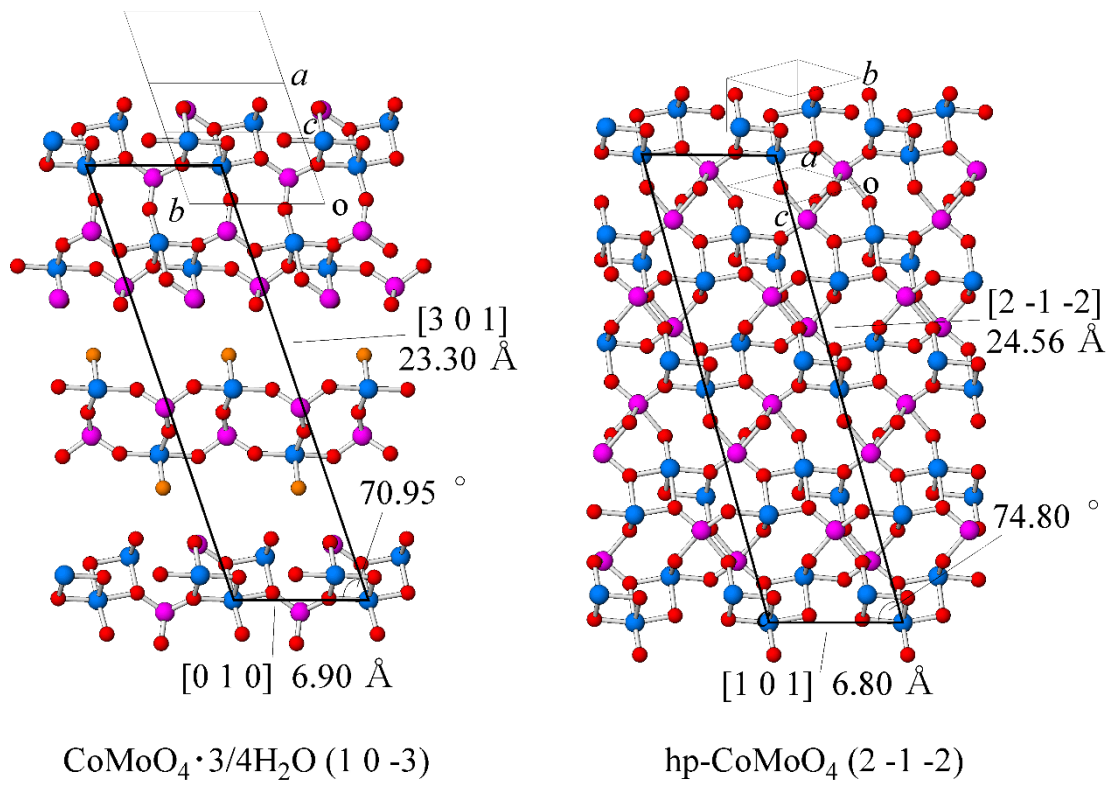 a
c
b
o
[3 0 1]
23.30 Å
70.95 °
[0 1 0] 6.90 Å
CoMoO₄·3/4H₂O (1 0 -3)
b
a
o
c
[2 -1 -2]
24.56 Å
74.80 °
[1 0 1] 6.80 Å
hp-CoMoO₄ (2 -1 -2)